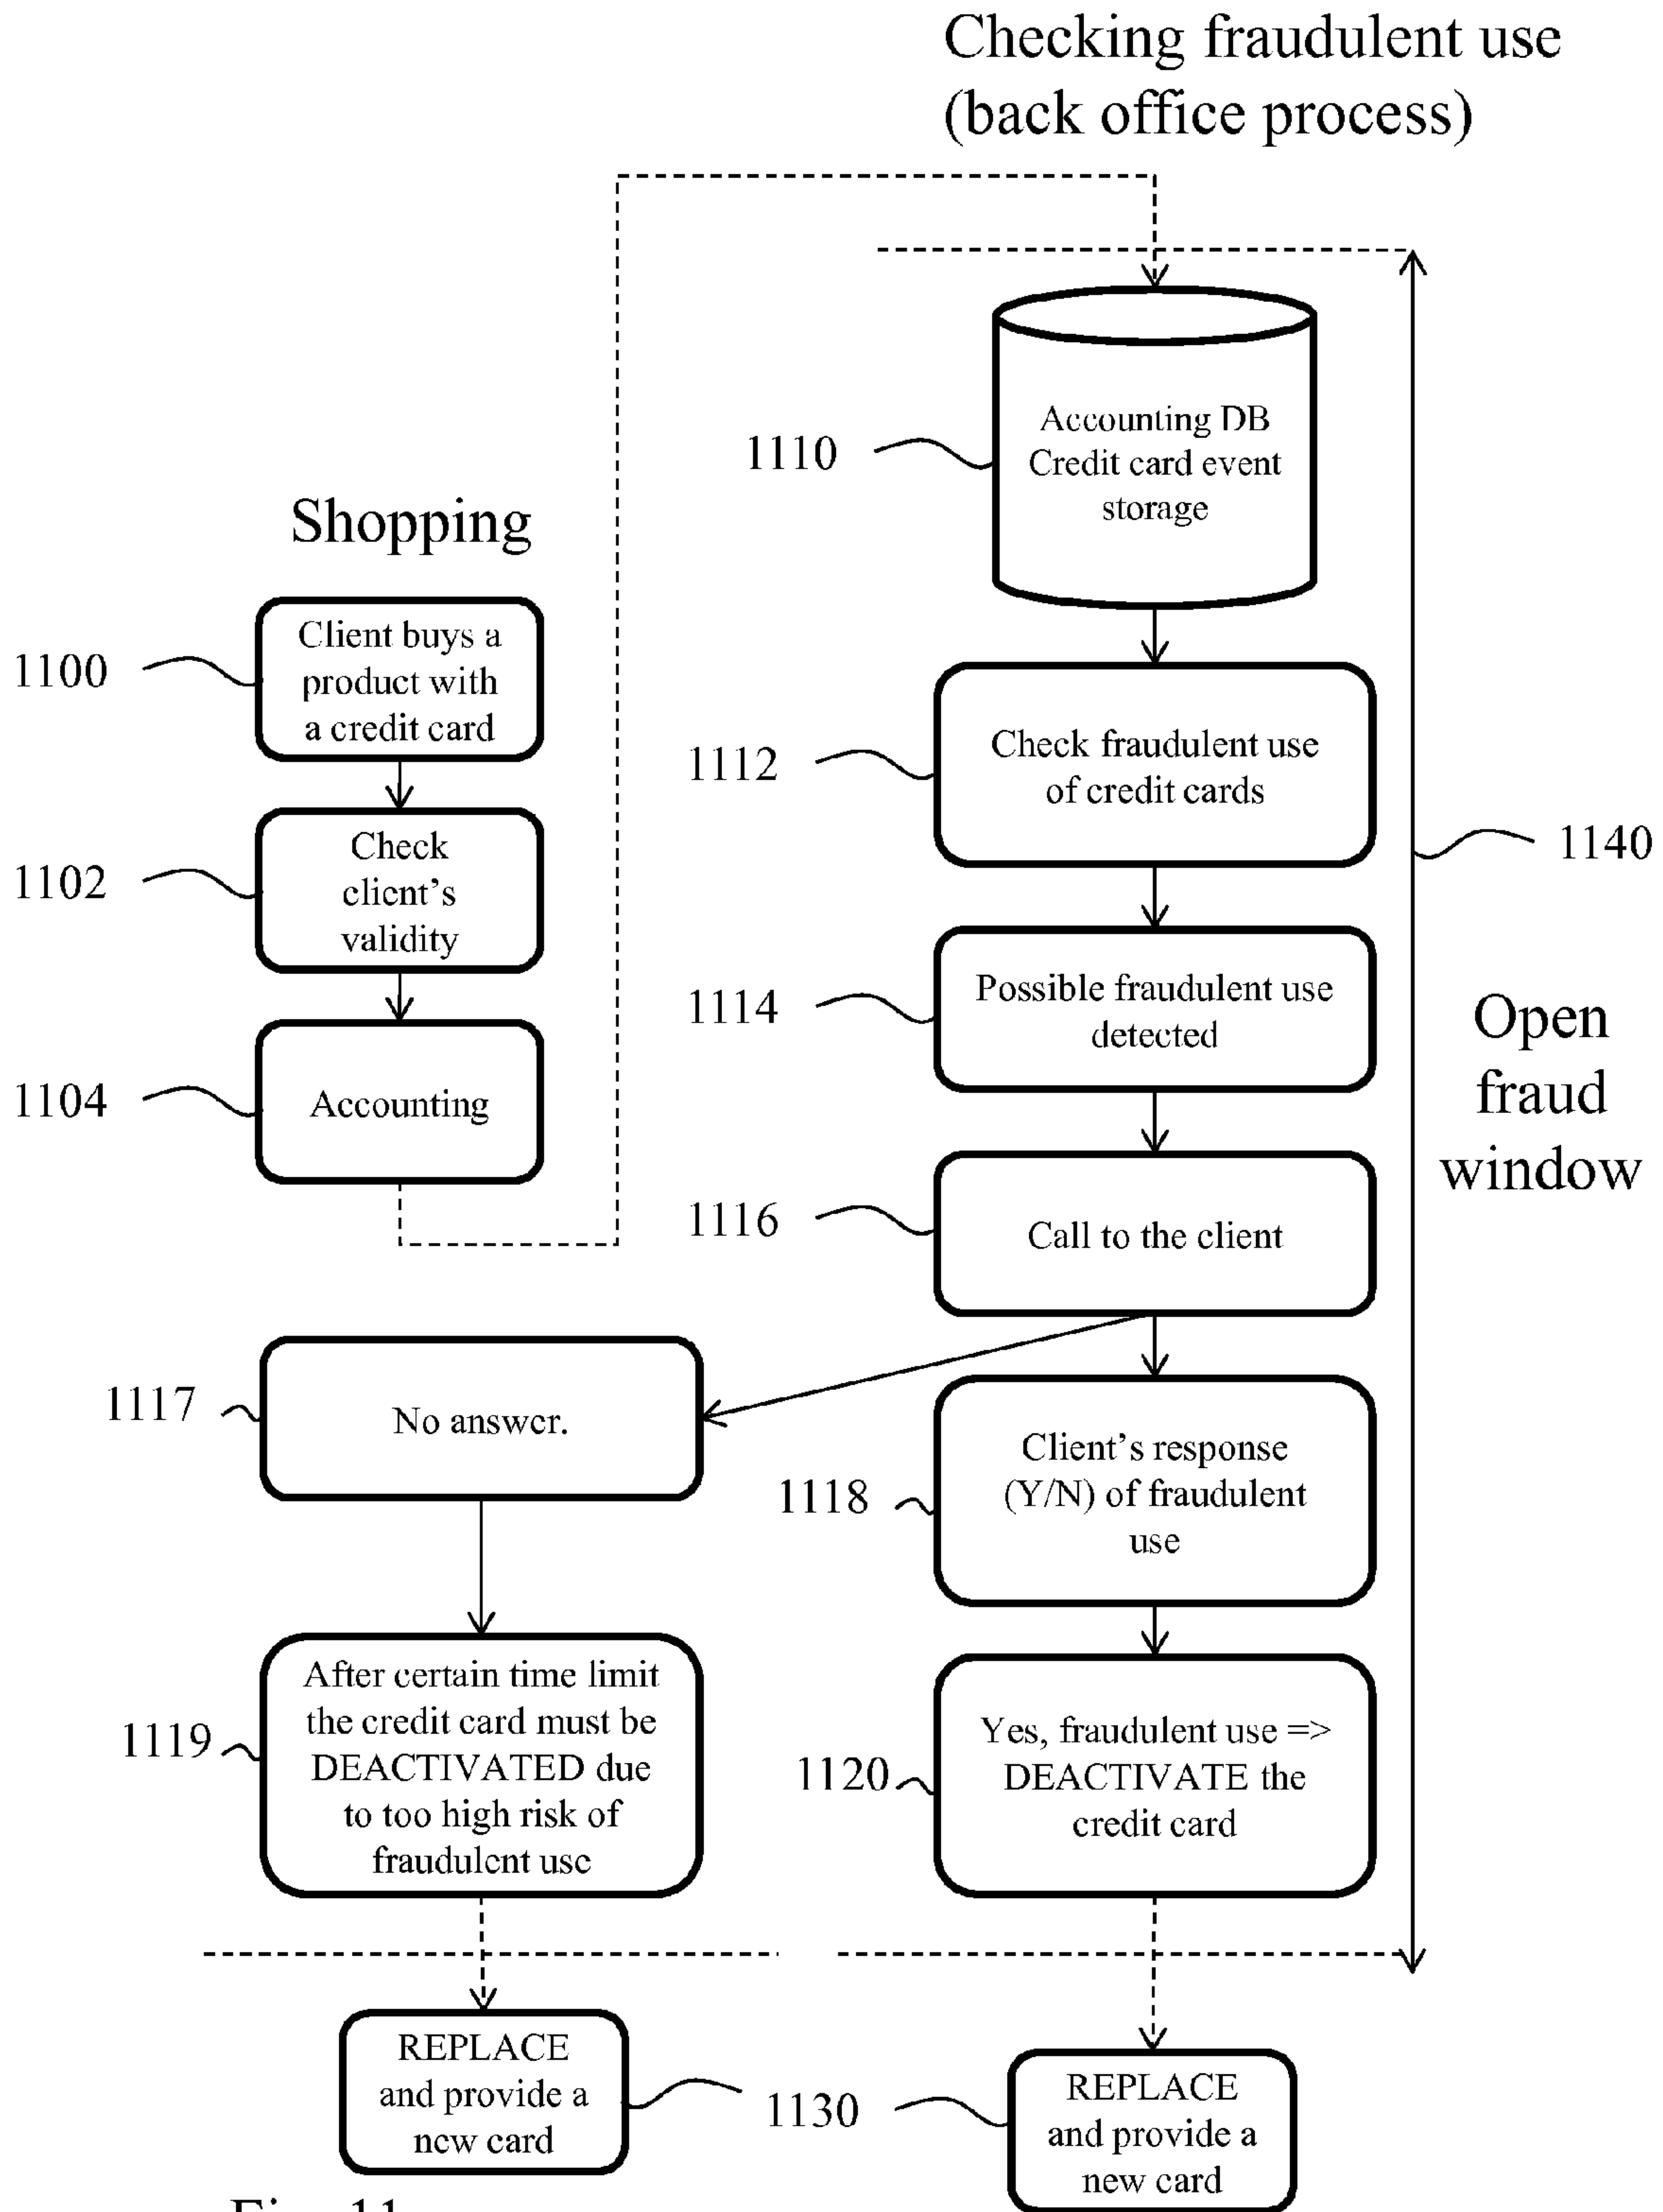 Checking fraudulent use
(back office process)
1110
Accounting DB
Credit card event
storage
Shopping
1100
Client buys a
product with
a credit card
1102
Check
client's
validity
1104
Accounting
1112
Check fraudulent use
of credit cards
1140
1114
Possible fraudulent use
detected
Open
fraud
window
1116
Call to the client
1117
No answer.
1118
Client's response
(Y/N) of fraudulent
use
1119
After certain time limit
the credit card must be
DEACTIVATED due
to too high risk of
fraudulent use
1120
Yes, fraudulent use =>
DEACTIVATE the
credit card
REPLACE
and provide a
new card
1130
REPLACE
and provide a
new card